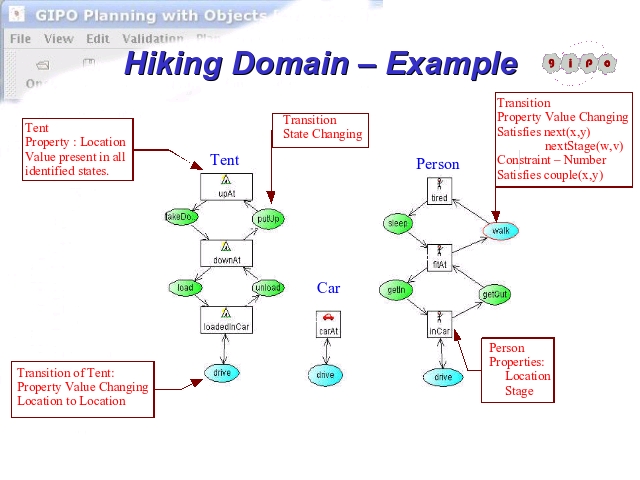 GIPO Planning with Objects
File View Edit Validation
Hiking Domain – Example
gipo
Tent
Property : Location
Value present in all
identified states.
Transition
State Changing
Transition
Property Value Changing
Satisfies next(x,y)
nextStage(w,v)
Constraint – Number
Satisfies couple(x,y)
Tent
upAt
takeDo..
putUp
downAt
load
unload
loadedInCar
drive
Car
carAt
drive
Person
tired
sleep
walk
fitAt
getIn
getOut
inCar
drive
Transition of Tent:
Property Value Changing
Location to Location
Person
Properties:
Location
Stage